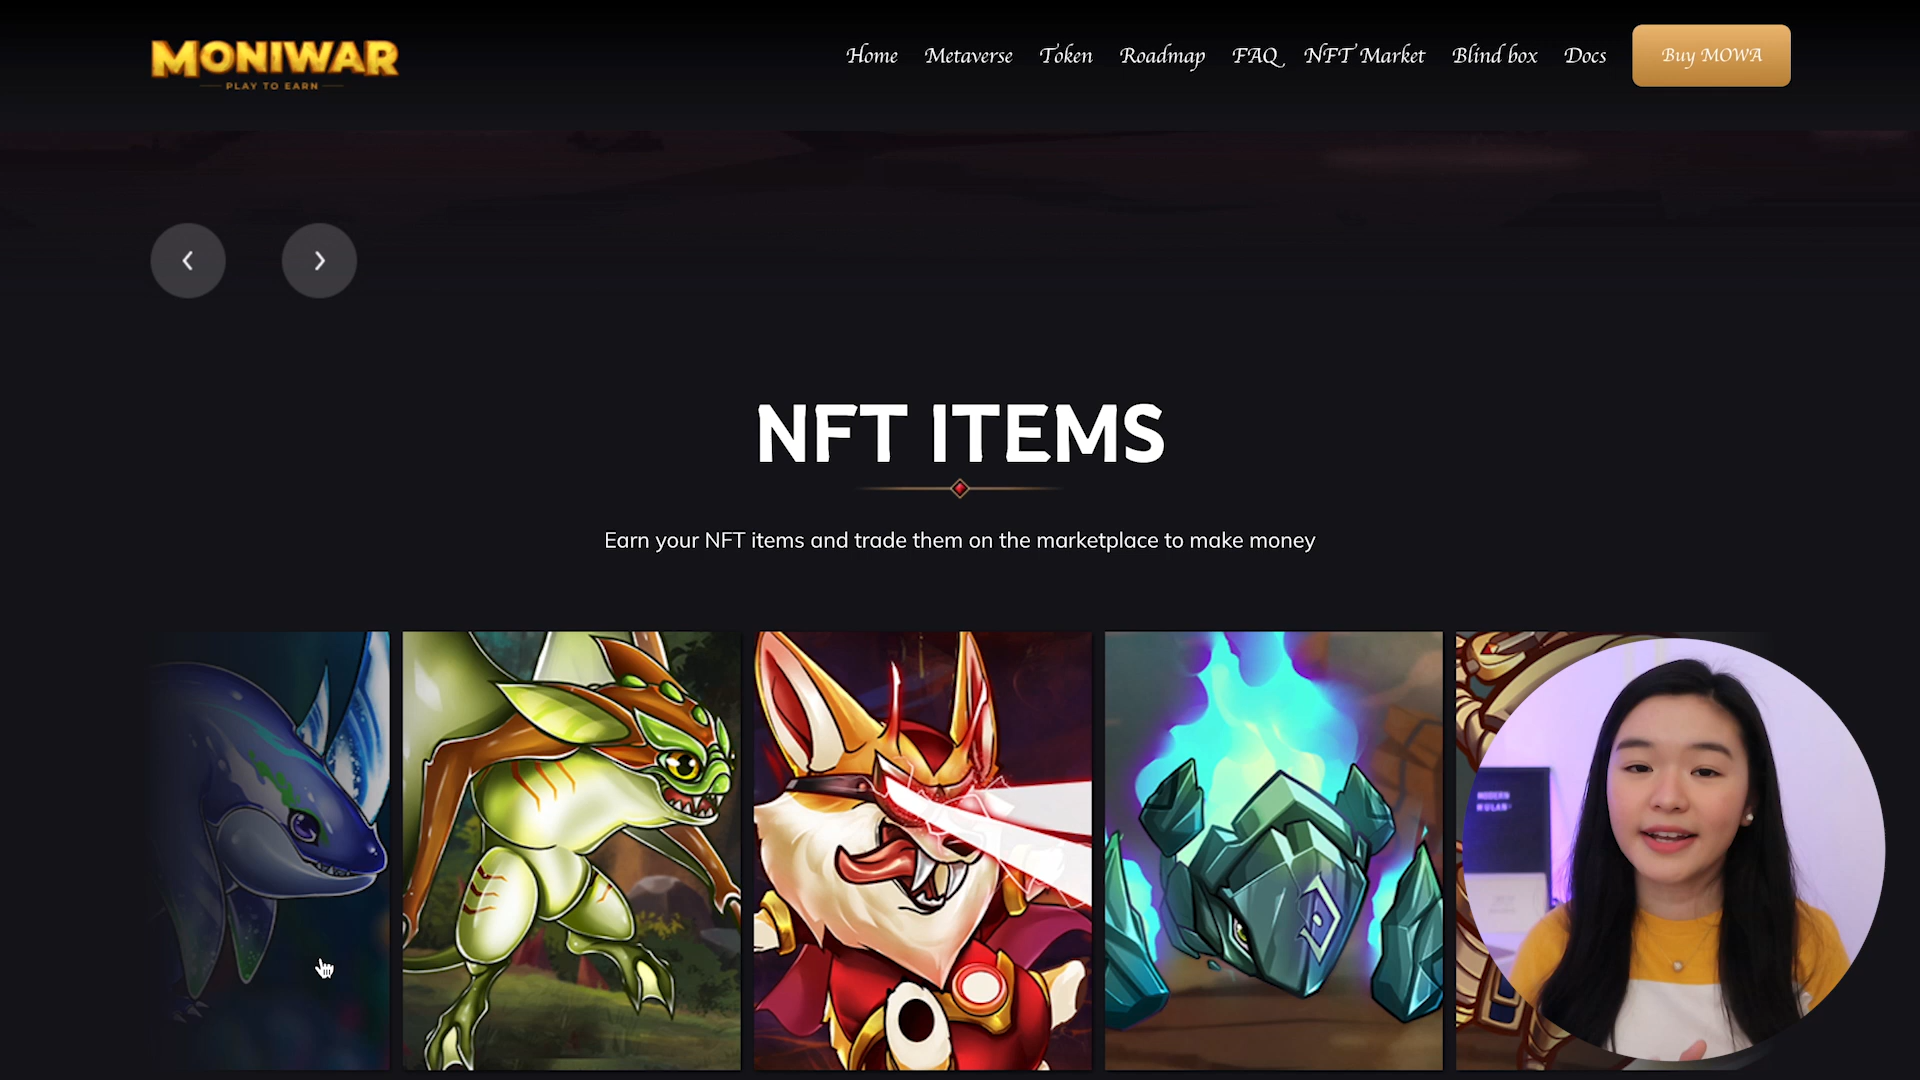 MONIWAR
PLAY TO EARN
Home Metaverse Token Roadmap FAQ NFT Market Blind box Docs Buy MOWA
NFT ITEMS
Earn your NFT items and trade them on the marketplace to make money
MODERN